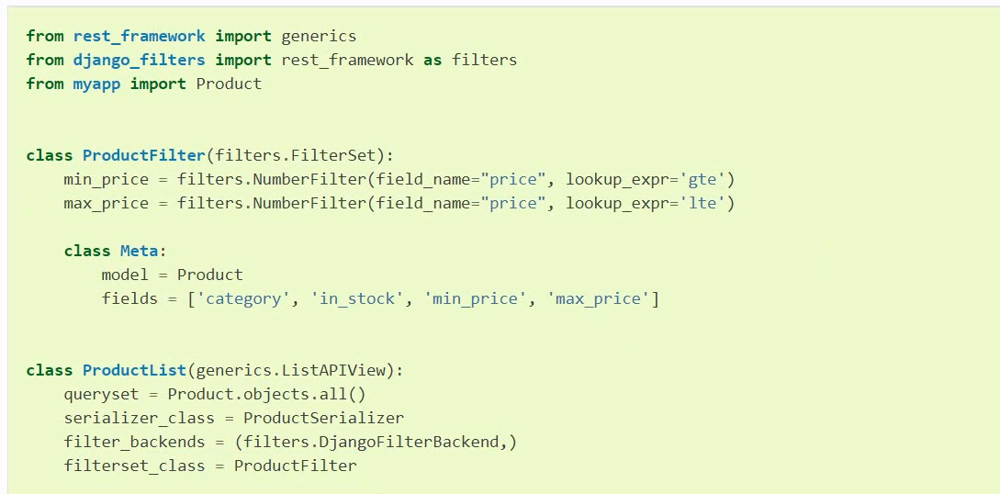 from rest_framework import generics
from django_filters import rest_framework as filters
from myapp import Product
class ProductFilter(filters.FilterSet):
    min_price = filters.NumberFilter(field_name="price", lookup_expr='gte')
    max_price = filters.NumberFilter(field_name="price", lookup_expr='lte')
    class Meta:
        model = Product
        fields = ['category', 'in_stock', 'min_price', 'max_price']
class ProductList(generics.ListAPIView):
    queryset = Product.objects.all()
    serializer_class = ProductSerializer
    filter_backends = (filters.DjangoFilterBackend,)
    filterset_class = ProductFilter